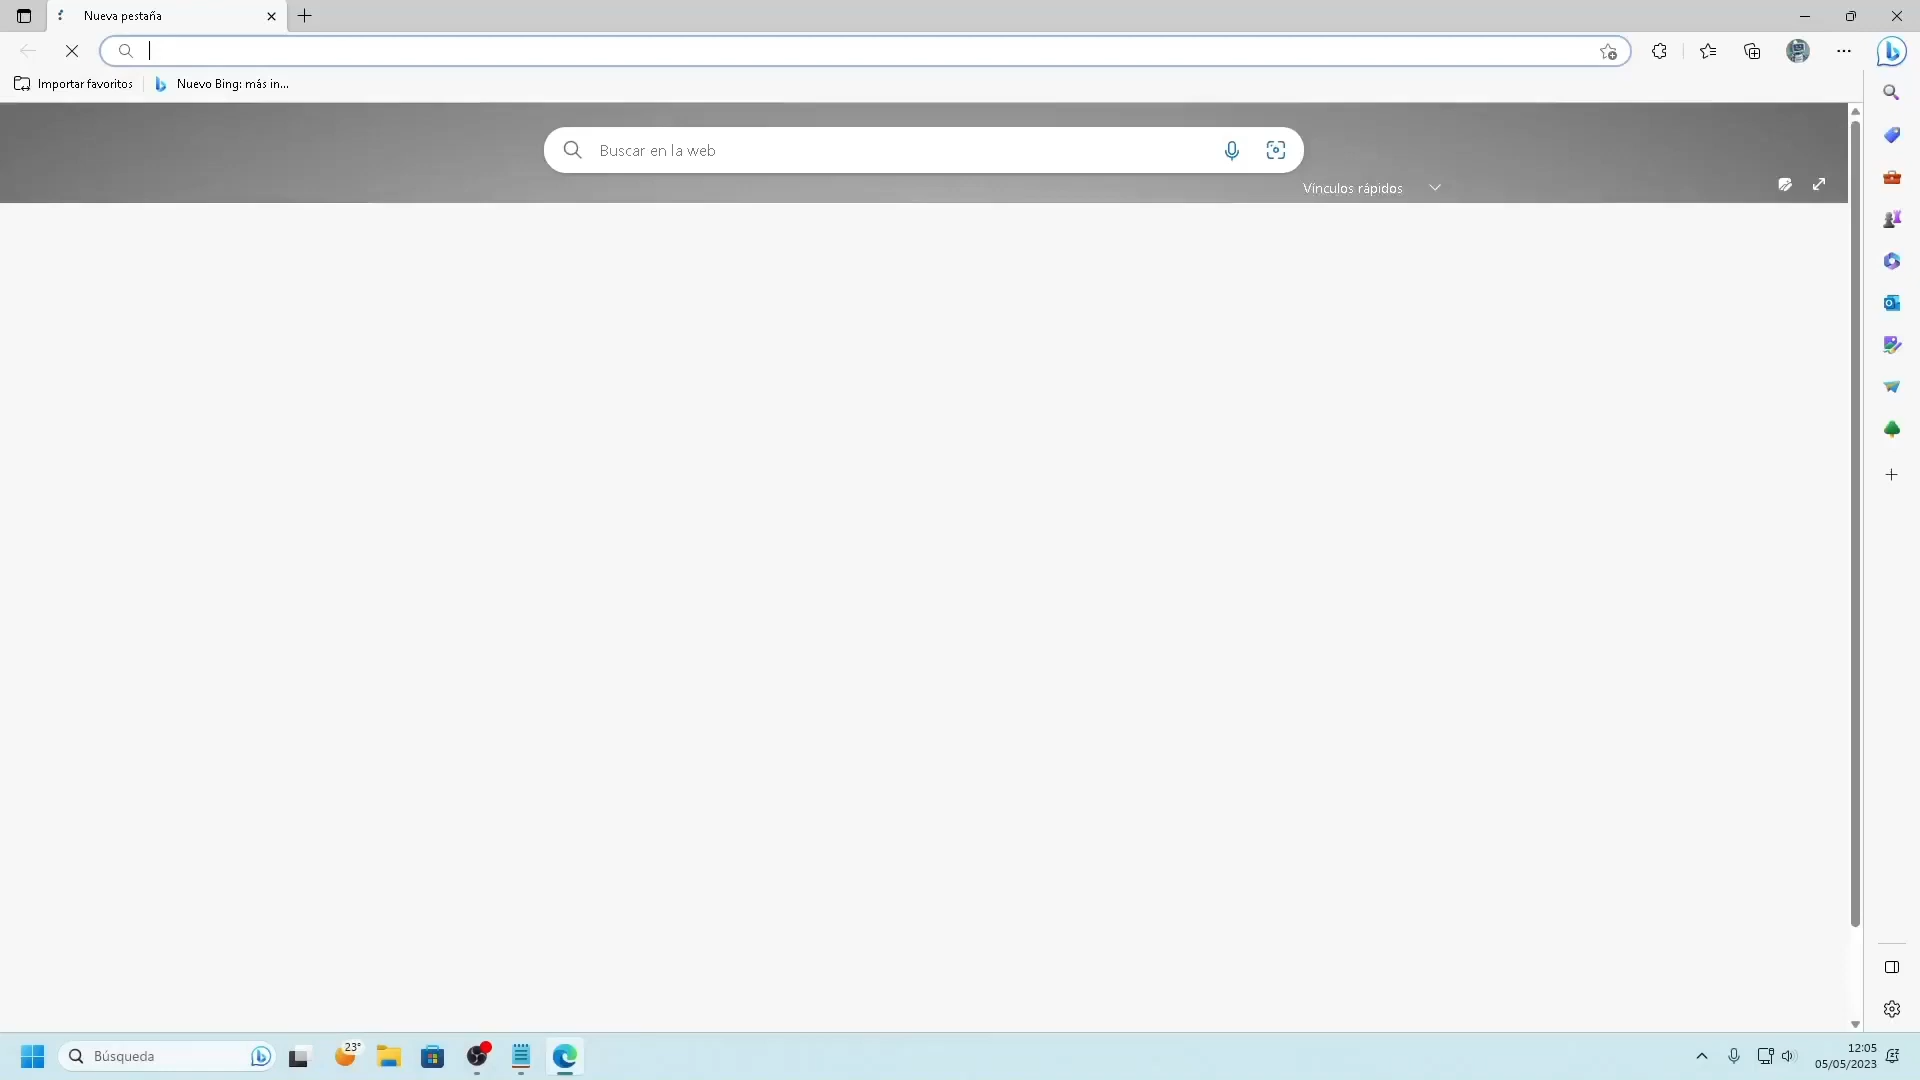 Nueva pestaña
Importar favoritos
Nuevo Bing: más in...
Buscar en la web
Vínculos rápidos
Búsqueda
23°
12:05
05/05/2023